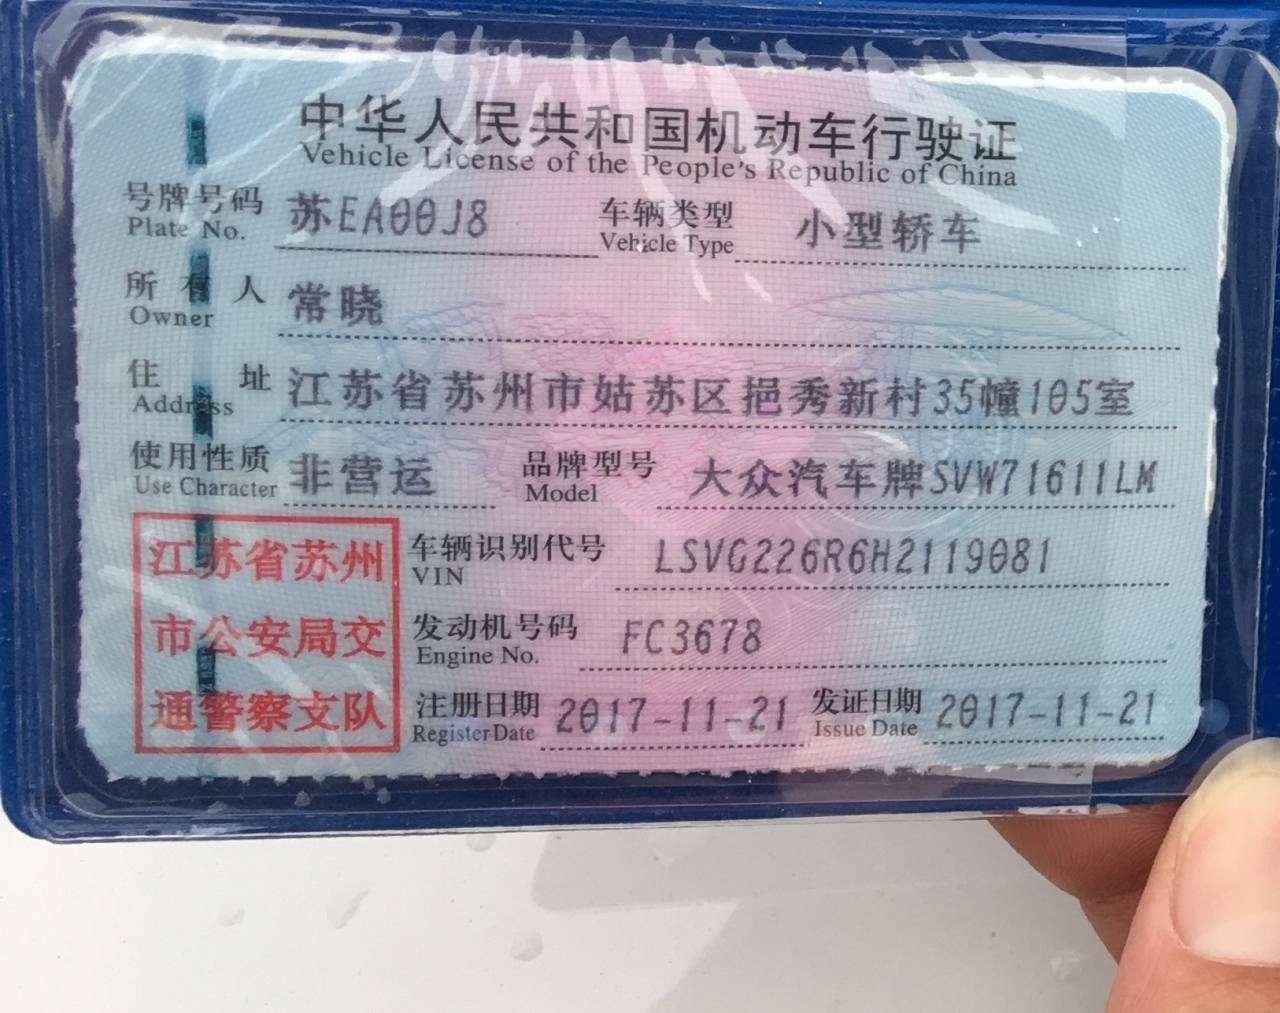 中华人民共和国机动车行驶证
Vehicle License of the People's Republic of China
号牌号码 苏EA00J8 车辆类型 小型轿车
Plate No. Vehicle Type
所有人 常晓
Owner
住址 江苏省苏州市姑苏区挹秀新村35幢105室
Address
使用性质 非营运 品牌型号 大众汽车牌SVW71611LM
Use Character Model
江苏省苏州
市公安局交
通警察支队
车辆识别代号 LSVG226R6H2119081
VIN
发动机号码 FC3678
Engine No.
注册日期 2017-11-21 发证日期 2017-11-21
Register Date Issue Date